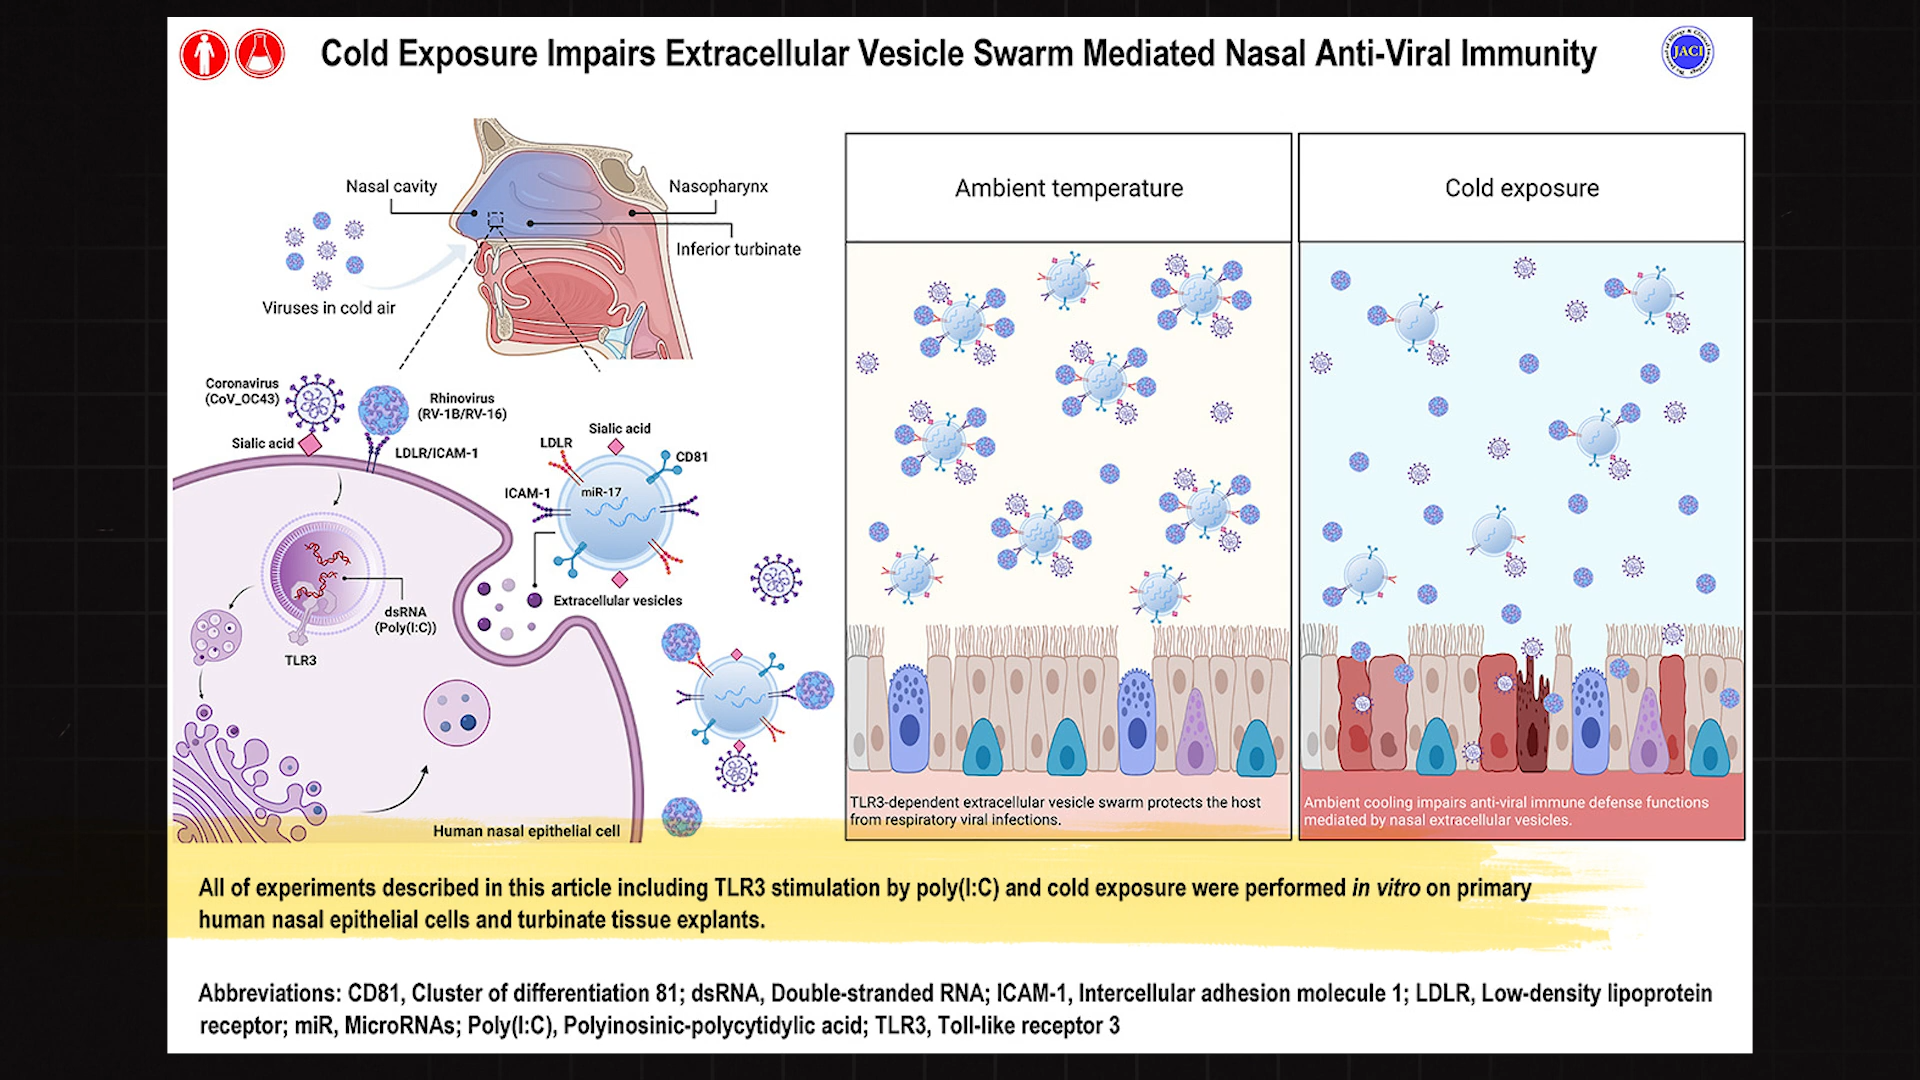 Cold Exposure Impairs Extracellular Vesicle Swarm Mediated Nasal Anti-Viral Immunity
JACI
Nasal cavity
Nasopharynx
Inferior turbinate
Viruses in cold air
Coronavirus
(CoV_OC43)
Rhinovirus
(RV-1B/RV-16)
Sialic acid
LDLR/ICAM-1
Sialic acid
LDLR
CD81
ICAM-1
miR-17
Extracellular vesicles
dsRNA
(Poly(I:C))
TLR3
Human nasal epithelial cell
Ambient temperature
TLR3-dependent extracellular vesicle swarm protects the host
from respiratory viral infections.
Cold exposure
Ambient cooling impairs anti-viral immune defense functions
mediated by nasal extracellular vesicles.
All of experiments described in this article including TLR3 stimulation by poly(I:C) and cold exposure were performed in vitro on primary
human nasal epithelial cells and turbinate tissue explants.
Abbreviations: CD81, Cluster of differentiation 81; dsRNA, Double-stranded RNA; ICAM-1, Intercellular adhesion molecule 1; LDLR, Low-density lipoprotein
receptor; miR, MicroRNAs; Poly(I:C), Polyinosinic-polycytidylic acid; TLR3, Toll-like receptor 3